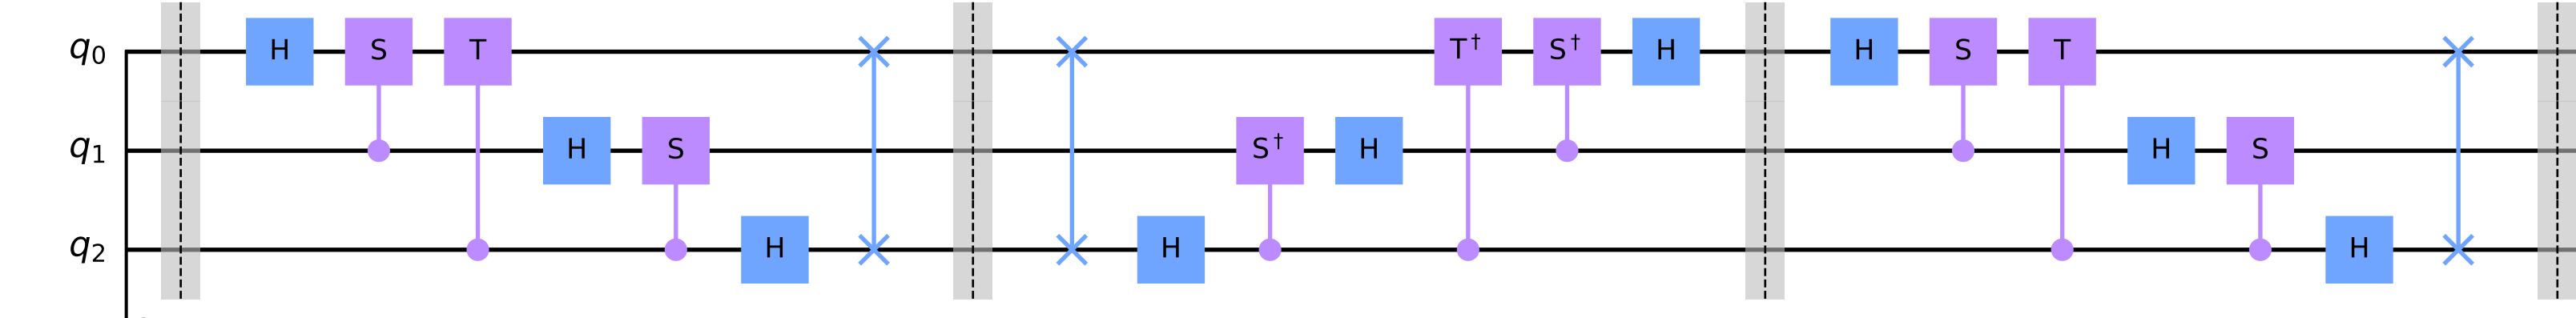 q0 H S T T† S† H H S T
q1 H S S† H H S
q2 H H H